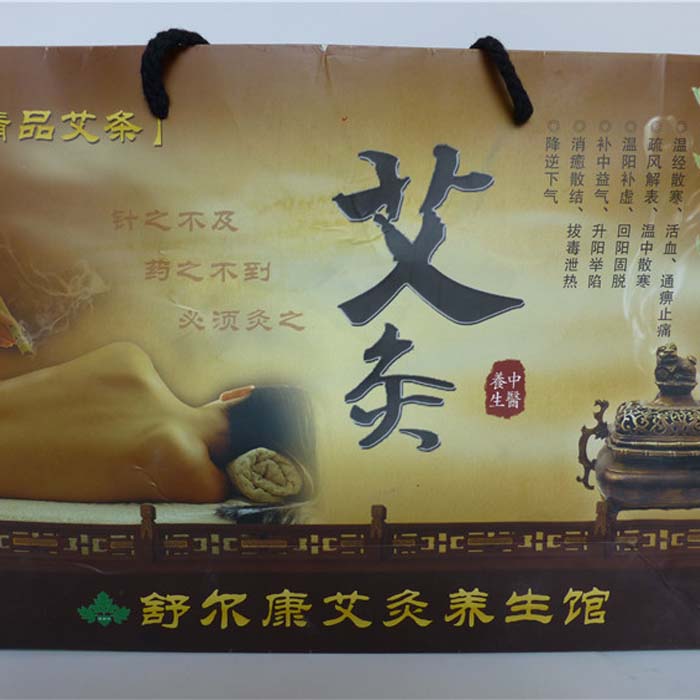 精品艾条】
艾灸
针之不及
药之不到
必须灸之
温经散寒、活血、通痹止痛
疏风解表、温中散寒
温阳补虚、回阳固脱
补中益气、升阳举陷
消癒散结、拔毒泄热
降逆下气
中醫
養生
舒尔康艾灸养生馆